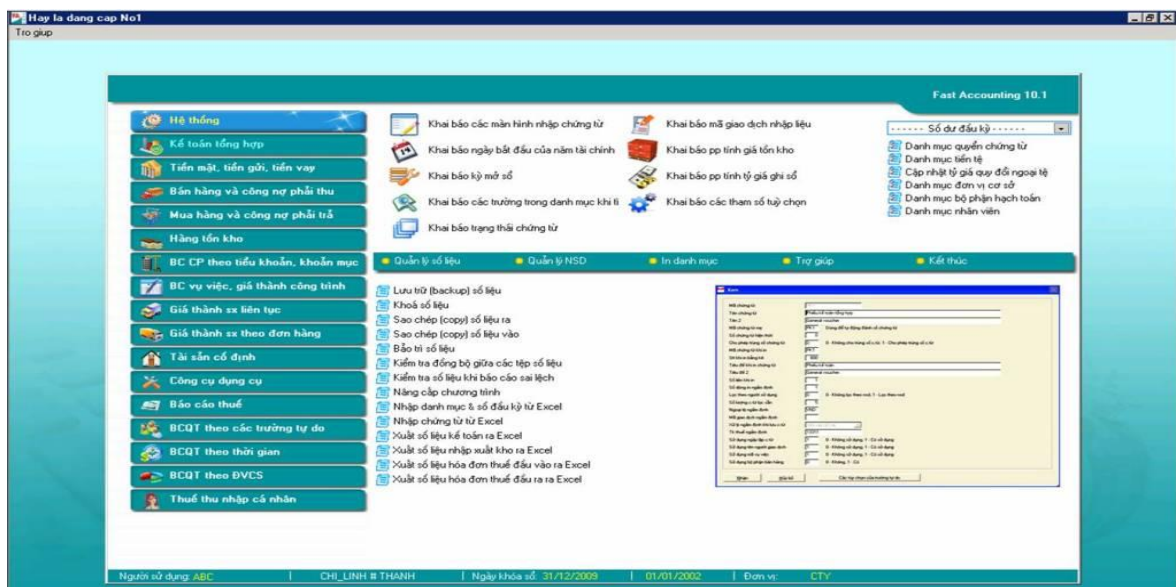 Hay la dang cap No1
Tro giup
Fast Accounting 10.1
Hệ thống
Kế toán tổng hợp
Tiền mặt, tiền gửi, tiền vay
Bán hàng và công nợ phải thu
Mua hàng và công nợ phải trả
Hàng tồn kho
BC CP theo tiểu khoản, khoản mục
BC vụ việc, giá thành công trình
Giá thành sx liên tục
Giá thành sx theo đơn hàng
Tài sản cố định
Công cụ dụng cụ
Báo cáo thuế
BCQT theo các trường tự do
BCQT theo thời gian
BCQT theo ĐVCS
Thuế thu nhập cá nhân
Khai báo các màn hình nhập chứng từ
Khai báo ngày bắt đầu của năm tài chính
Khai báo kỳ mở sổ
Khai báo các trường trong danh mục khi ti
Khai báo trạng thái chứng từ
Khai báo mã giao dịch nhập liệu
Khai báo pp tính giá tồn kho
Khai báo pp tính tỷ giá ghi sổ
Khai báo các tham số tuỳ chọn
------ Số dư đầu kỳ ------
Danh mục quyển chứng từ
Danh mục tiền tệ
Cập nhật tỷ giá quy đổi ngoại tệ
Danh mục đơn vị cơ sở
Danh mục bộ phận hạch toán
Danh mục nhân viên
Quản lý số liệu
Quản lý NSD
In danh mục
Trợ giúp
Kết thúc
Lưu trữ (backup) số liệu
Khoá số liệu
Sao chép (copy) số liệu ra
Sao chép (copy) số liệu vào
Bảo trì số liệu
Kiểm tra đồng bộ giữa các tệp số liệu
Kiểm tra số liệu khi báo cáo sai lệch
Nâng cấp chương trình
Nhập danh mục & số đầu kỳ từ Excel
Nhập chứng từ từ Excel
Xuất số liệu kế toán ra Excel
Xuất số liệu nhập xuất kho ra Excel
Xuất số liệu hóa đơn thuế đầu vào ra Excel
Xuất số liệu hóa đơn thuế đầu ra ra Excel
Mã chứng từ
Tên chứng từ Phiếu kế toán tổng hợp
Tên 2 General voucher
Người sử dụng: ABC | CHI_LINH # THANH | Ngày khóa sổ: 31/12/2009 | 01/01/2002 | Đơn vị: CTY